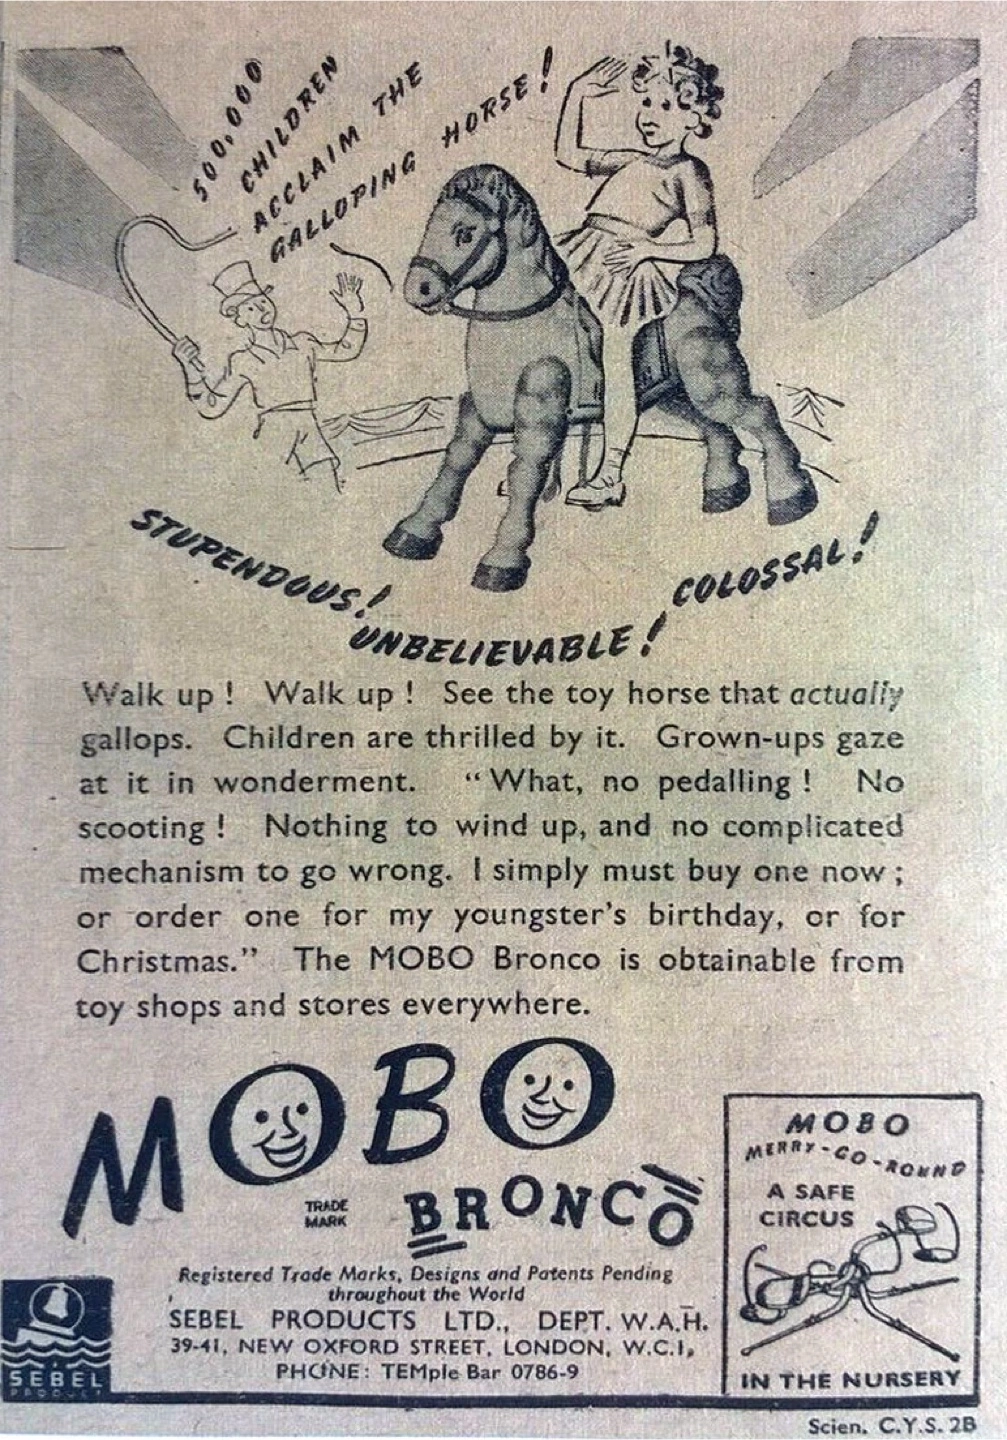 500,000
CHILDREN
ACCLAIM THE
GALLOPING HORSE!
STUPENDOUS!
UNBELIEVABLE!
COLOSSAL!
Walk up! Walk up! See the toy horse that actually
gallops. Children are thrilled by it. Grown-ups gaze
at it in wonderment. “What, no pedalling! No
scooting! Nothing to wind up, and no complicated
mechanism to go wrong. I simply must buy one now;
or order one for my youngster's birthday, or for
Christmas.” The MOBO Bronco is obtainable from
toy shops and stores everywhere.
MOBO
TRADE
MARK
BRONCO
Registered Trade Marks, Designs and Patents Pending
throughout the World
SEBEL PRODUCTS LTD., DEPT. W.A.H.
39-41, NEW OXFORD STREET, LONDON, W.C.1,
PHONE: TEMple Bar 0786-9
A
SEBEL
PRODUCT
MOBO
MERRY-GO-ROUND
A SAFE
CIRCUS
IN THE NURSERY
Scien. C.Y.S. 2B